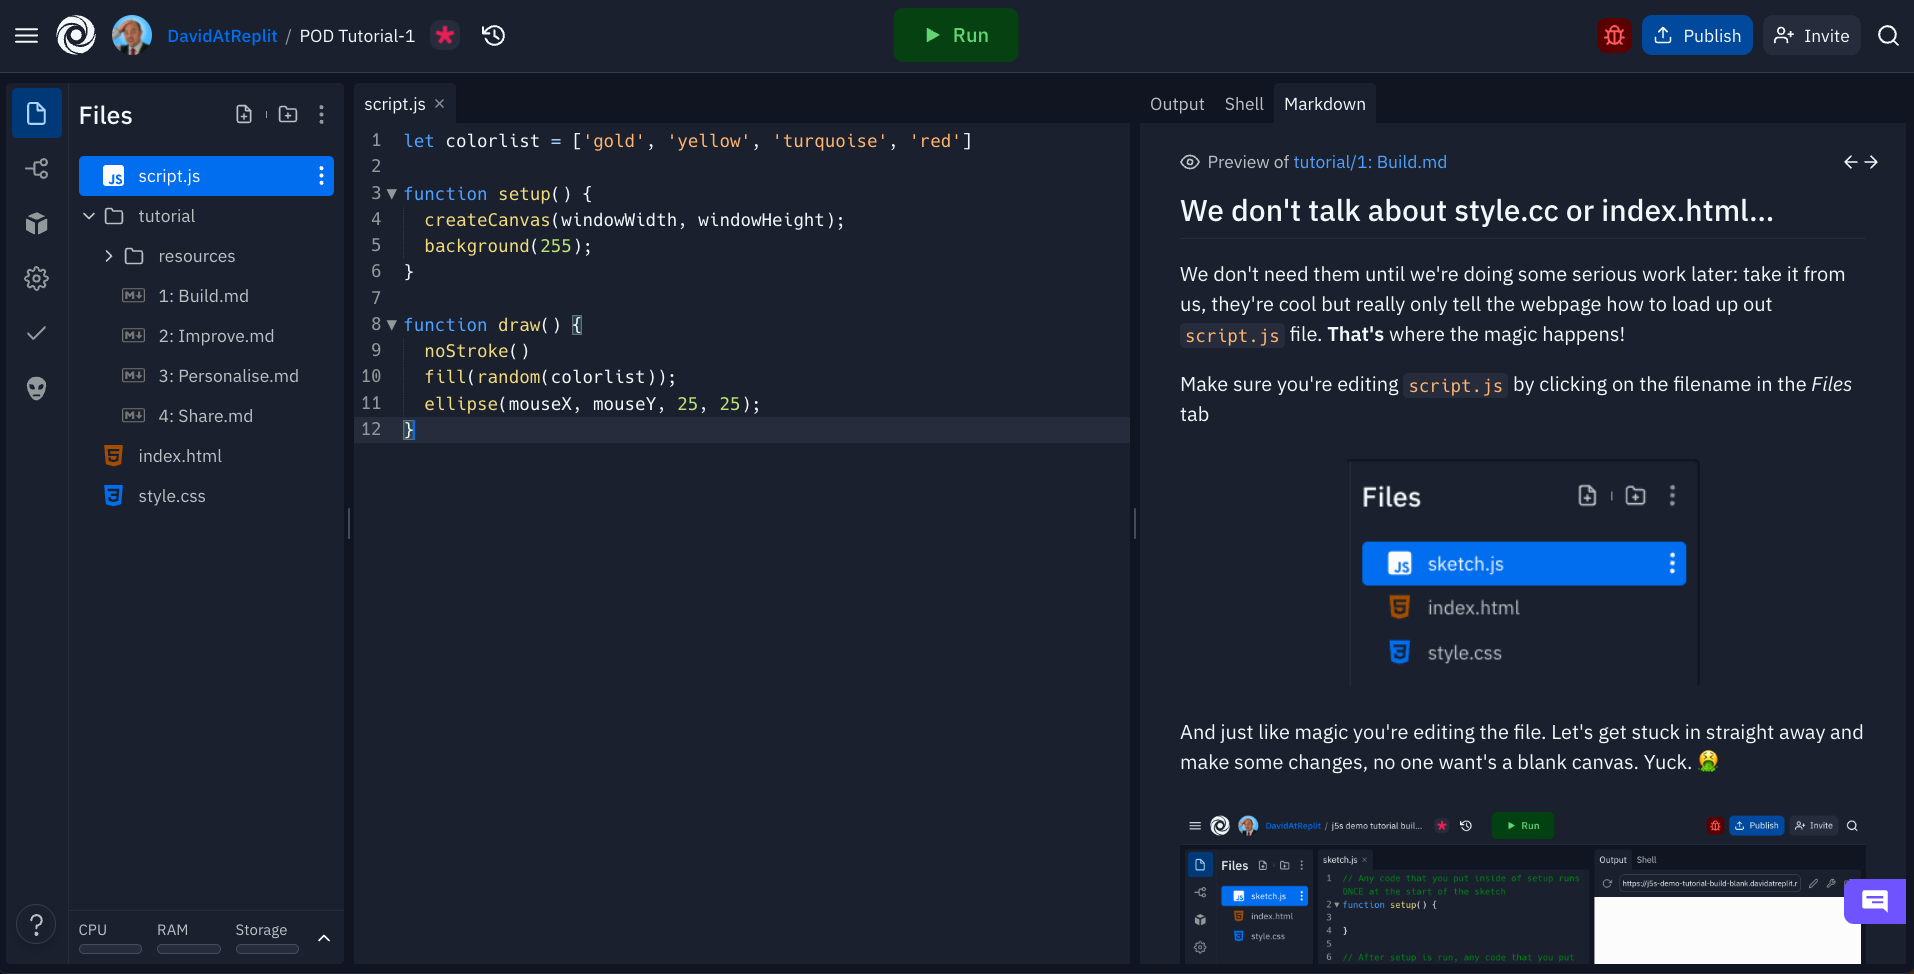 DavidAtReplit / POD Tutorial-1
Run
Publish
Invite
Files
script.js
tutorial
resources
1: Build.md
2: Improve.md
3: Personalise.md
4: Share.md
index.html
style.css
CPU
RAM
Storage
script.js ×
1 let colorlist = ['gold', 'yellow', 'turquoise', 'red']
2
3 function setup() {
4 createCanvas(windowWidth, windowHeight);
5 background(255);
6 }
7
8 function draw() {
9 noStroke()
10 fill(random(colorlist));
11 ellipse(mouseX, mouseY, 25, 25);
12 }
Output Shell Markdown
Preview of tutorial/1: Build.md
We don't talk about style.cc or index.html...
We don't need them until we're doing some serious work later: take it from
us, they're cool but really only tell the webpage how to load up out
script.js file. That's where the magic happens!
Make sure you're editing script.js by clicking on the filename in the Files
tab
Files
JS sketch.js
index.html
style.css
And just like magic you're editing the file. Let's get stuck in straight away and
make some changes, no one want's a blank canvas. Yuck. 🤮
DavidAtReplit / j5s demo tutorial buil...
Run
Publish
Invite
Files
sketch.js
index.html
style.css
sketch.js ×
1 // Any code that you put inside of setup runs
ONCE at the start of the sketch
2 function setup() {
3
4 }
5
6 // After setup is run, any code that you put
Output Shell
https://j5s-demo-tutorial-build-blank.davidatreplit.r